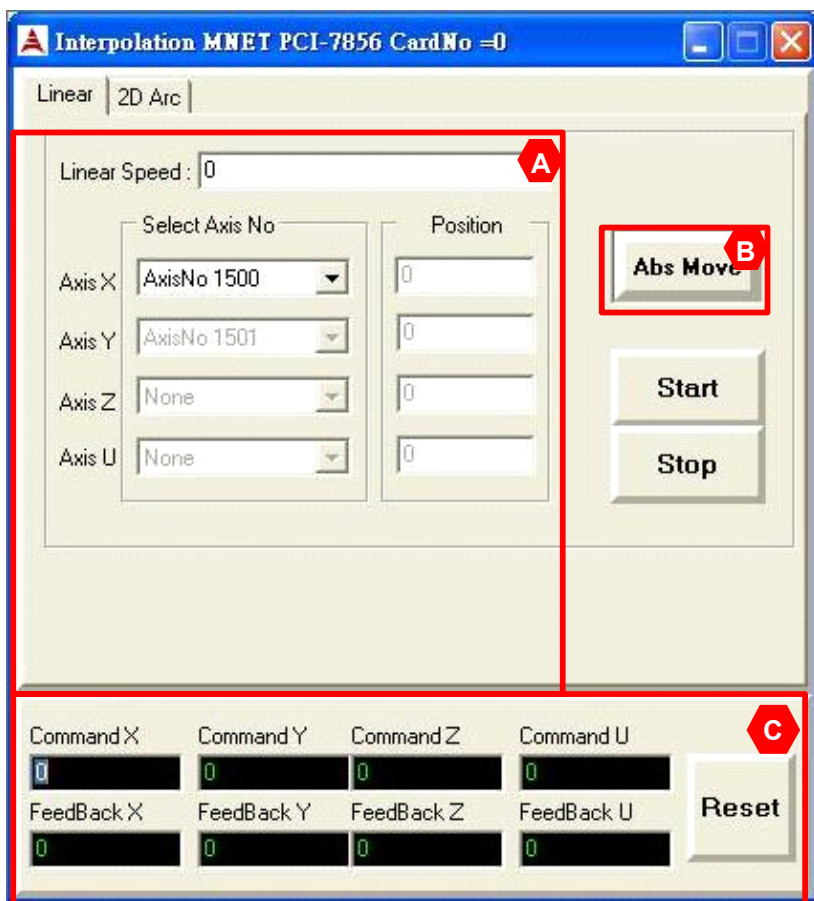 Interpolation MNET PCI-7856 CardNo =0
Linear
2D Arc
Linear Speed : 0
A
Select Axis No
Position
B
Abs Move
Axis X
AxisNo 1500
0
Axis Y
AxisNo 1501
0
Axis Z
None
0
Axis U
None
0
Start
Stop
C
Command X
Command Y
Command Z
Command U
0
0
0
0
FeedBack X
FeedBack Y
FeedBack Z
FeedBack U
0
0
0
0
Reset